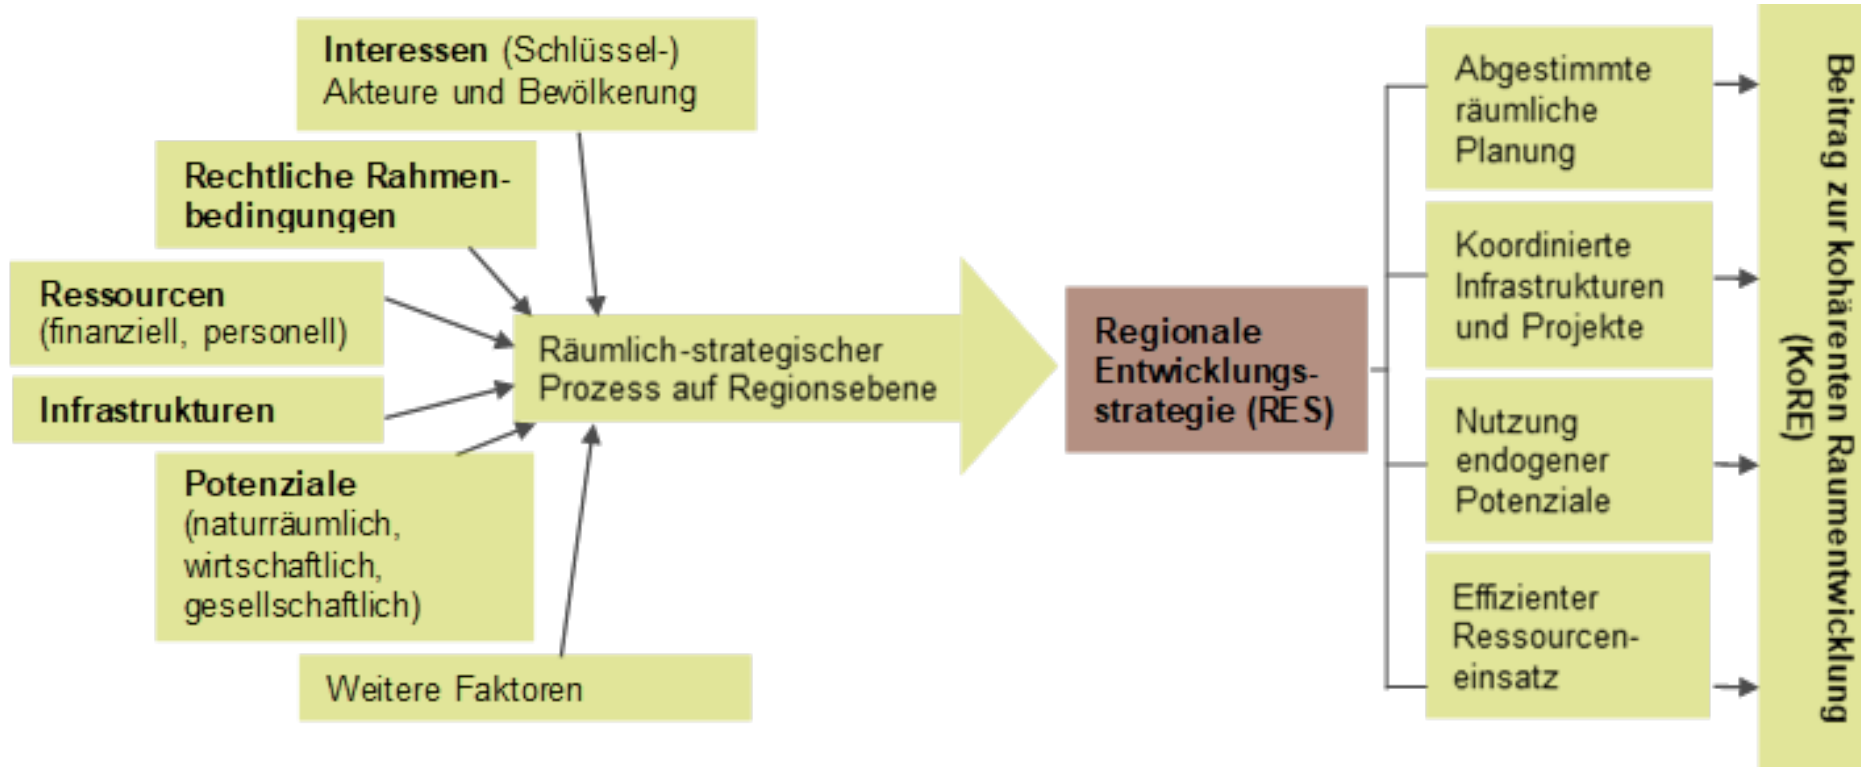 Interessen (Schlüssel-)
Akteure und Bevölkerung
Rechtliche Rahmen-
bedingungen
Ressourcen
(finanziell, personell)
Infrastrukturen
Potenziale
(naturräumlich,
wirtschaftlich,
gesellschaftlich)
Weitere Faktoren
Räumlich-strategischer
Prozess auf Regionsebene
Regionale
Entwicklungs-
strategie (RES)
Abgestimmte
räumliche
Planung
Koordinierte
Infrastrukturen
und Projekte
Nutzung
endogener
Potenziale
Effizienter
Ressourcen-
einsatz
Beitrag zur kohärenten Raumentwicklung
(KoRE)